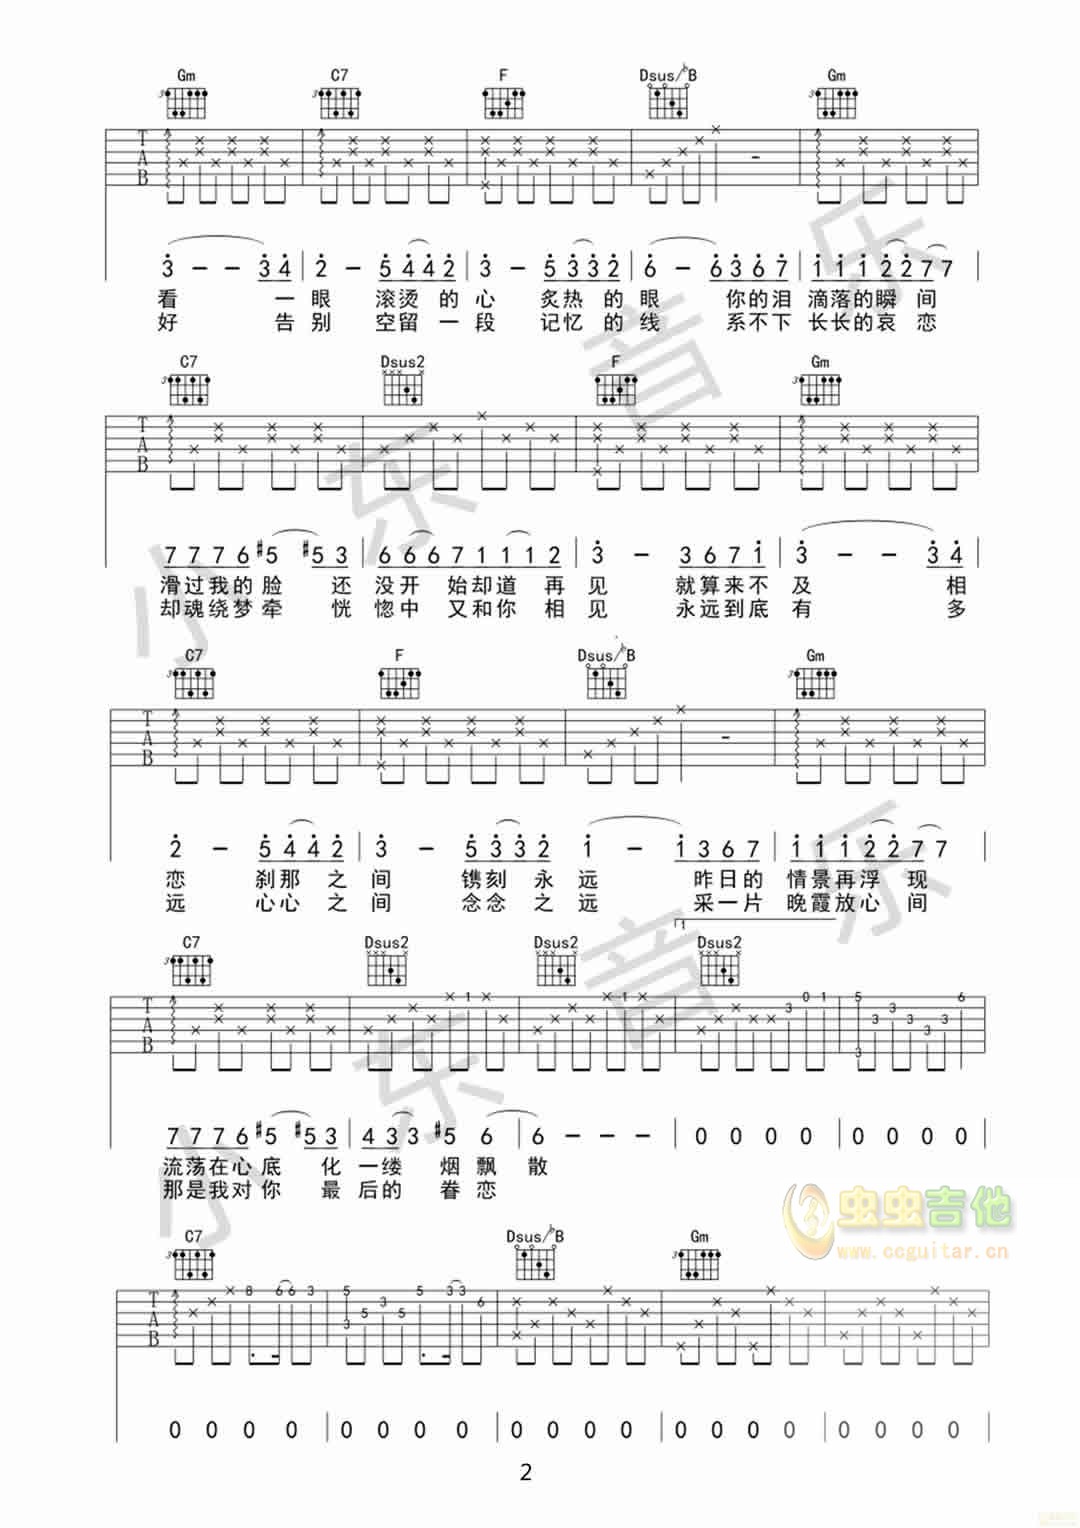 Gm C7 F Dsus/♭B Gm
3 - - 3 4 | 2 - 5 4 4 2 | 3 - 5 3 3 2 | 6 - 6 3 6 7 | 1 1 1 2 2 7 7
看 一 眼 滚烫 的 心 炙热 的 眼 你的泪 滴落的瞬 间
好 告 别 空留 一 段 记忆 的 线 系不下 长长的哀 恋
C7 Dsus2 F Gm
7 7 7 6 #5 #5 3 | 6 6 6 7 1 1 1 2 | 3 - 3 6 7 1 | 3 - - 3 4
滑过我的脸 还 没开 始却道 再 见 就算来不 及 相
却魂绕梦牵 恍 惚中 又和你 相 见 永远到底 有 多
C7 F Dsus/♭B Gm
2 - 5 4 4 2 | 3 - 5 3 3 2 | 1 - 1 3 6 7 | 1 1 1 2 2 7 7
恋 刹那 之 间 镌刻 永 远 昨日的 情景再浮 现
远 心心 之 间 念念 之 远 采一片 晚霞放心 间
1
C7 Dsus2 Dsus2 Dsus2
7 7 7 6 #5 #5 3 | 4 3 3 #5 6 | 6 - - - | 0 0 0 0 | 0 0 0 0
流荡在心底 化 一缕 烟飘 散
那是我对你 最 后的 眷恋
C7 Dsus/♭B Gm
0 0 0 0 | 0 0 0 0 | 0 0 0 0 | 0 0 0 0 | 0 0 0 0
2
小东音乐
小东音乐
虫虫吉他
www.ccguitar.cn